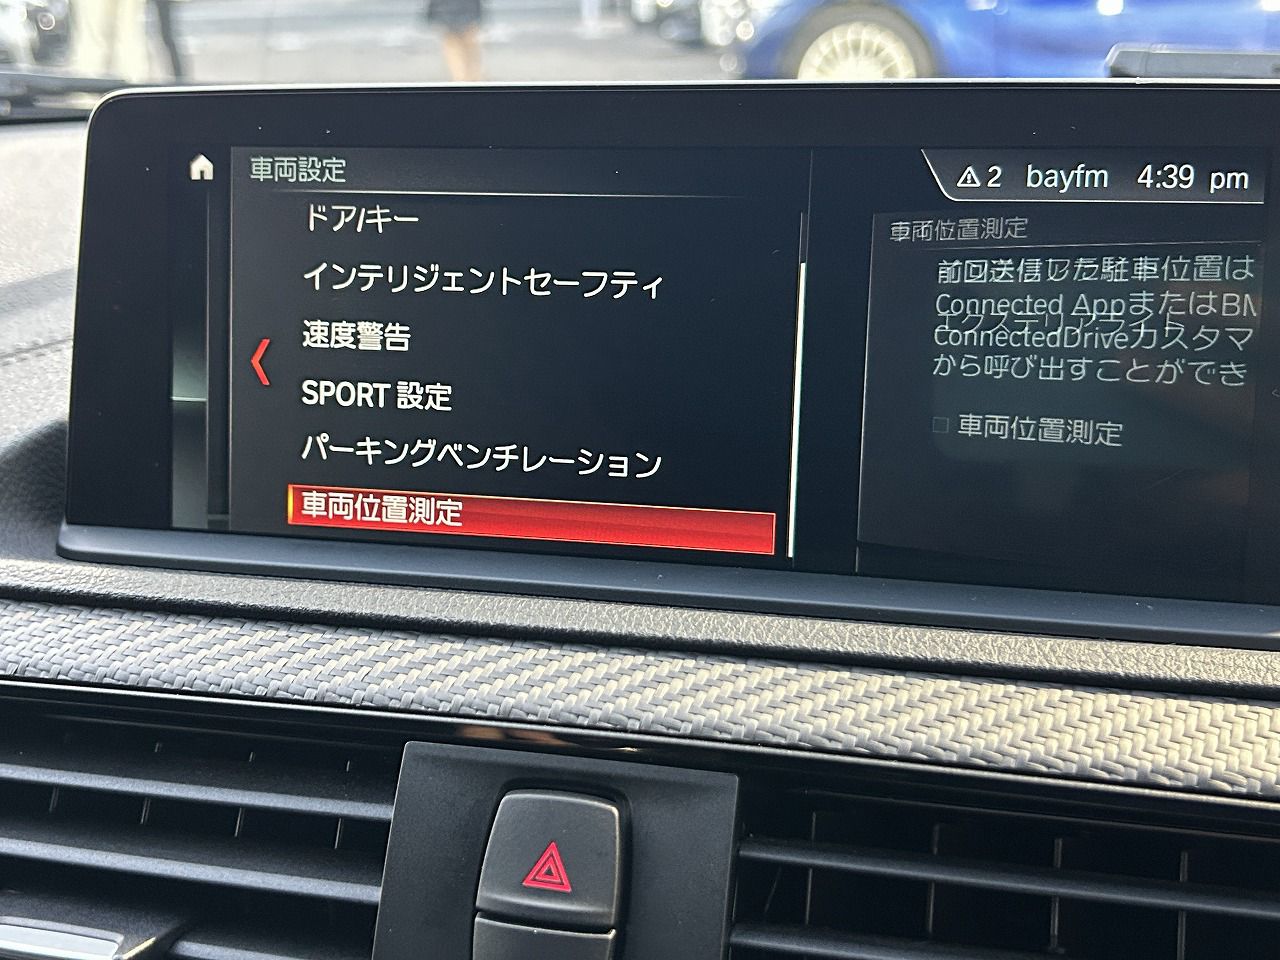 車両設定
ドア/キー
インテリジェントセーフティ
速度警告
SPORT 設定
パーキングベンチレーション
車両位置測定
2 bayfm 4:39 pm
車両位置測定
前回送信した駐車位置は
Connected AppまたはBM
ConnectedDriveカスタマ
から呼び出すことができ
車両位置測定